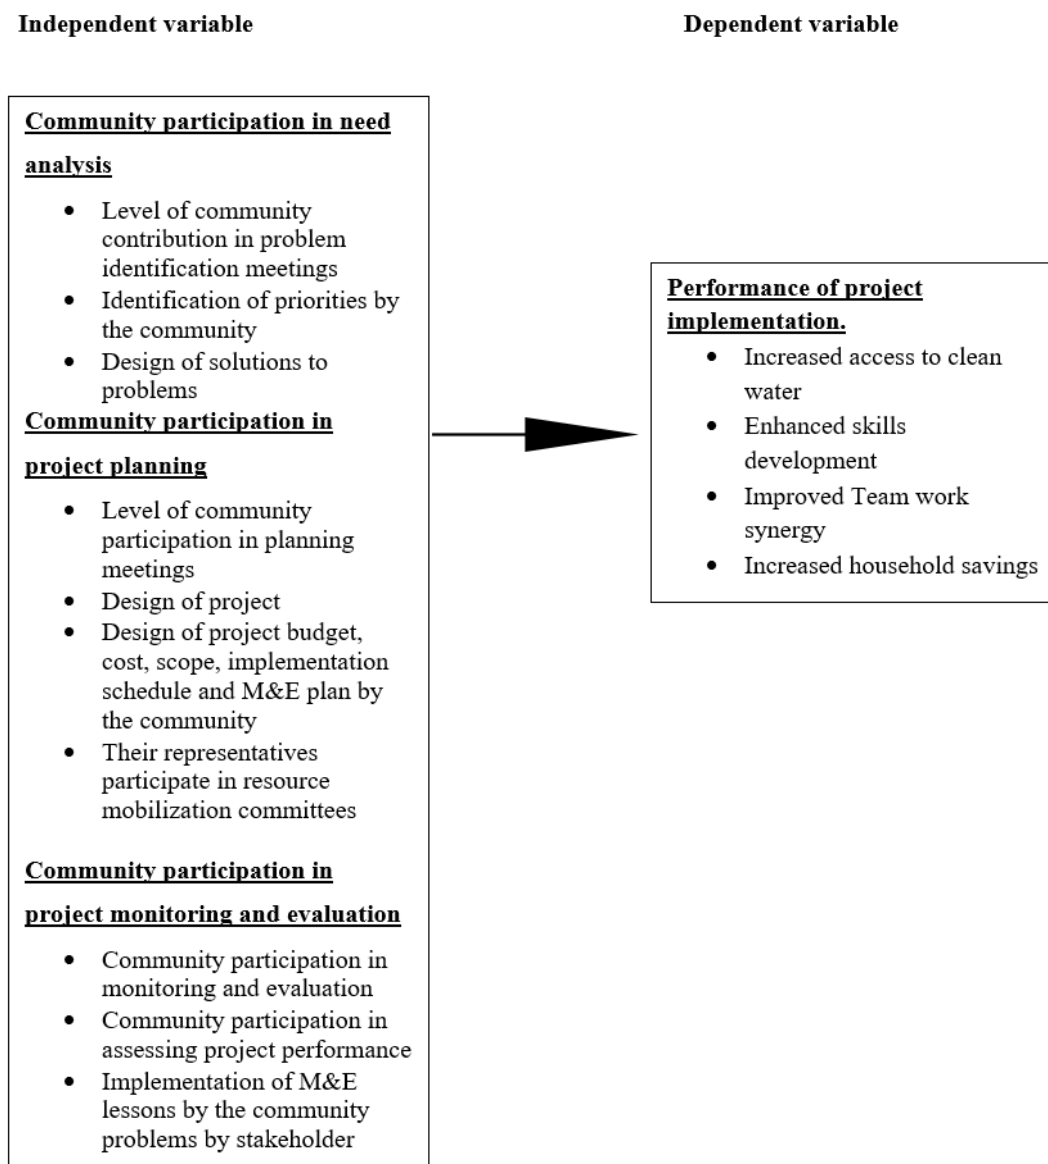 Independent variable
Dependent variable
Community participation in need
analysis
• Level of community
contribution in problem
identification meetings
• Identification of priorities by
the community
• Design of solutions to
problems
Community participation in
project planning
• Level of community
participation in planning
meetings
• Design of project
• Design of project budget,
cost, scope, implementation
schedule and M&E plan by
the community
• Their representatives
participate in resource
mobilization committees
Community participation in
project monitoring and evaluation
• Community participation in
monitoring and evaluation
• Community participation in
assessing project performance
• Implementation of M&E
lessons by the community
problems by stakeholder
Performance of project
implementation.
• Increased access to clean
water
• Enhanced skills
development
• Improved Team work
synergy
• Increased household savings